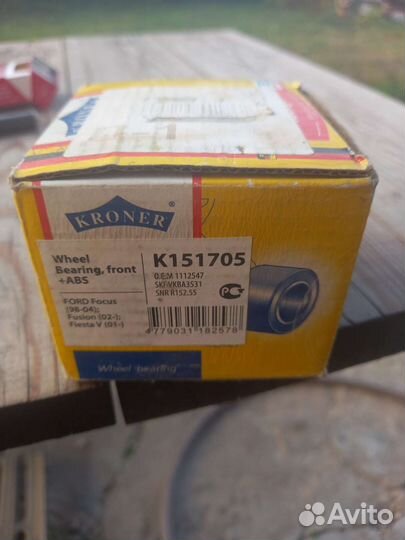 KRONER
Wheel
Bearing, front
+ABS
FORD Focus
(98-04);
Fusion (02-);
Fiesta V (01-)
K151705
O.E.M 1112547
SKF VKBA3531
SNR R152.55
4779031182578
Wheel bearing
Avito